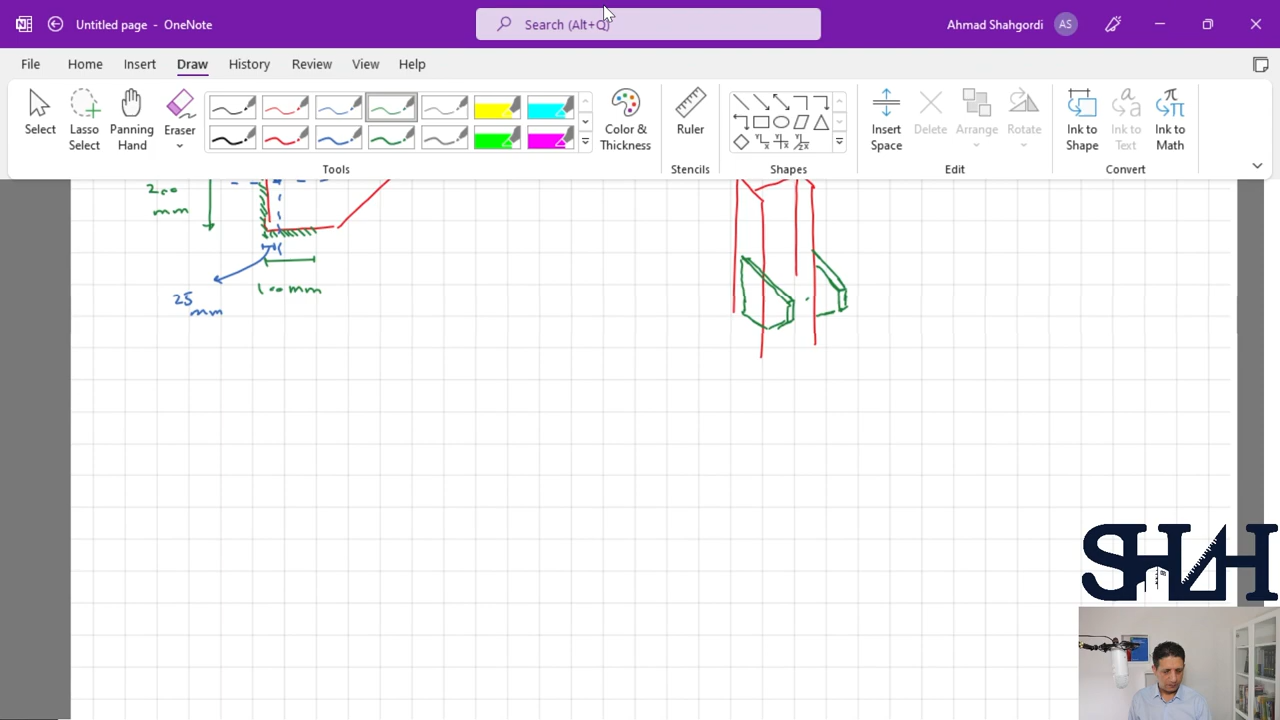 Untitled page - OneNote
Search (Alt+Q)
Ahmad Shahgordi
AS
File
Home
Insert
Draw
History
Review
View
Help
Select
Lasso
Select
Panning
Hand
Eraser
Color &
Thickness
Ruler
Insert
Space
Delete
Arrange
Rotate
Ink to
Shape
Ink to
Text
Ink to
Math
Tools
Stencils
Shapes
Edit
Convert
200
mm
100 mm
25
mm